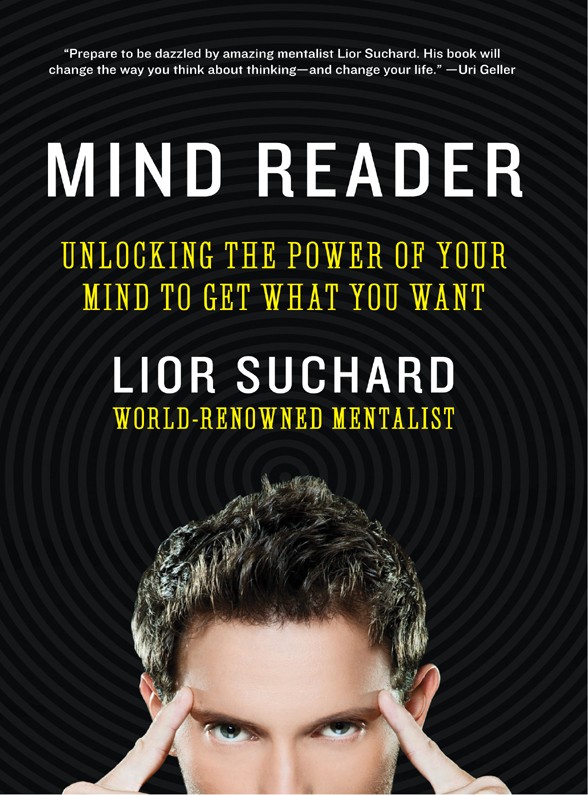 “Prepare to be dazzled by amazing mentalist Lior Suchard. His book will
change the way you think about thinking—and change your life.” —Uri Geller
MIND READER
UNLOCKING THE POWER OF YOUR
MIND TO GET WHAT YOU WANT
LIOR SUCHARD
WORLD-RENOWNED MENTALIST